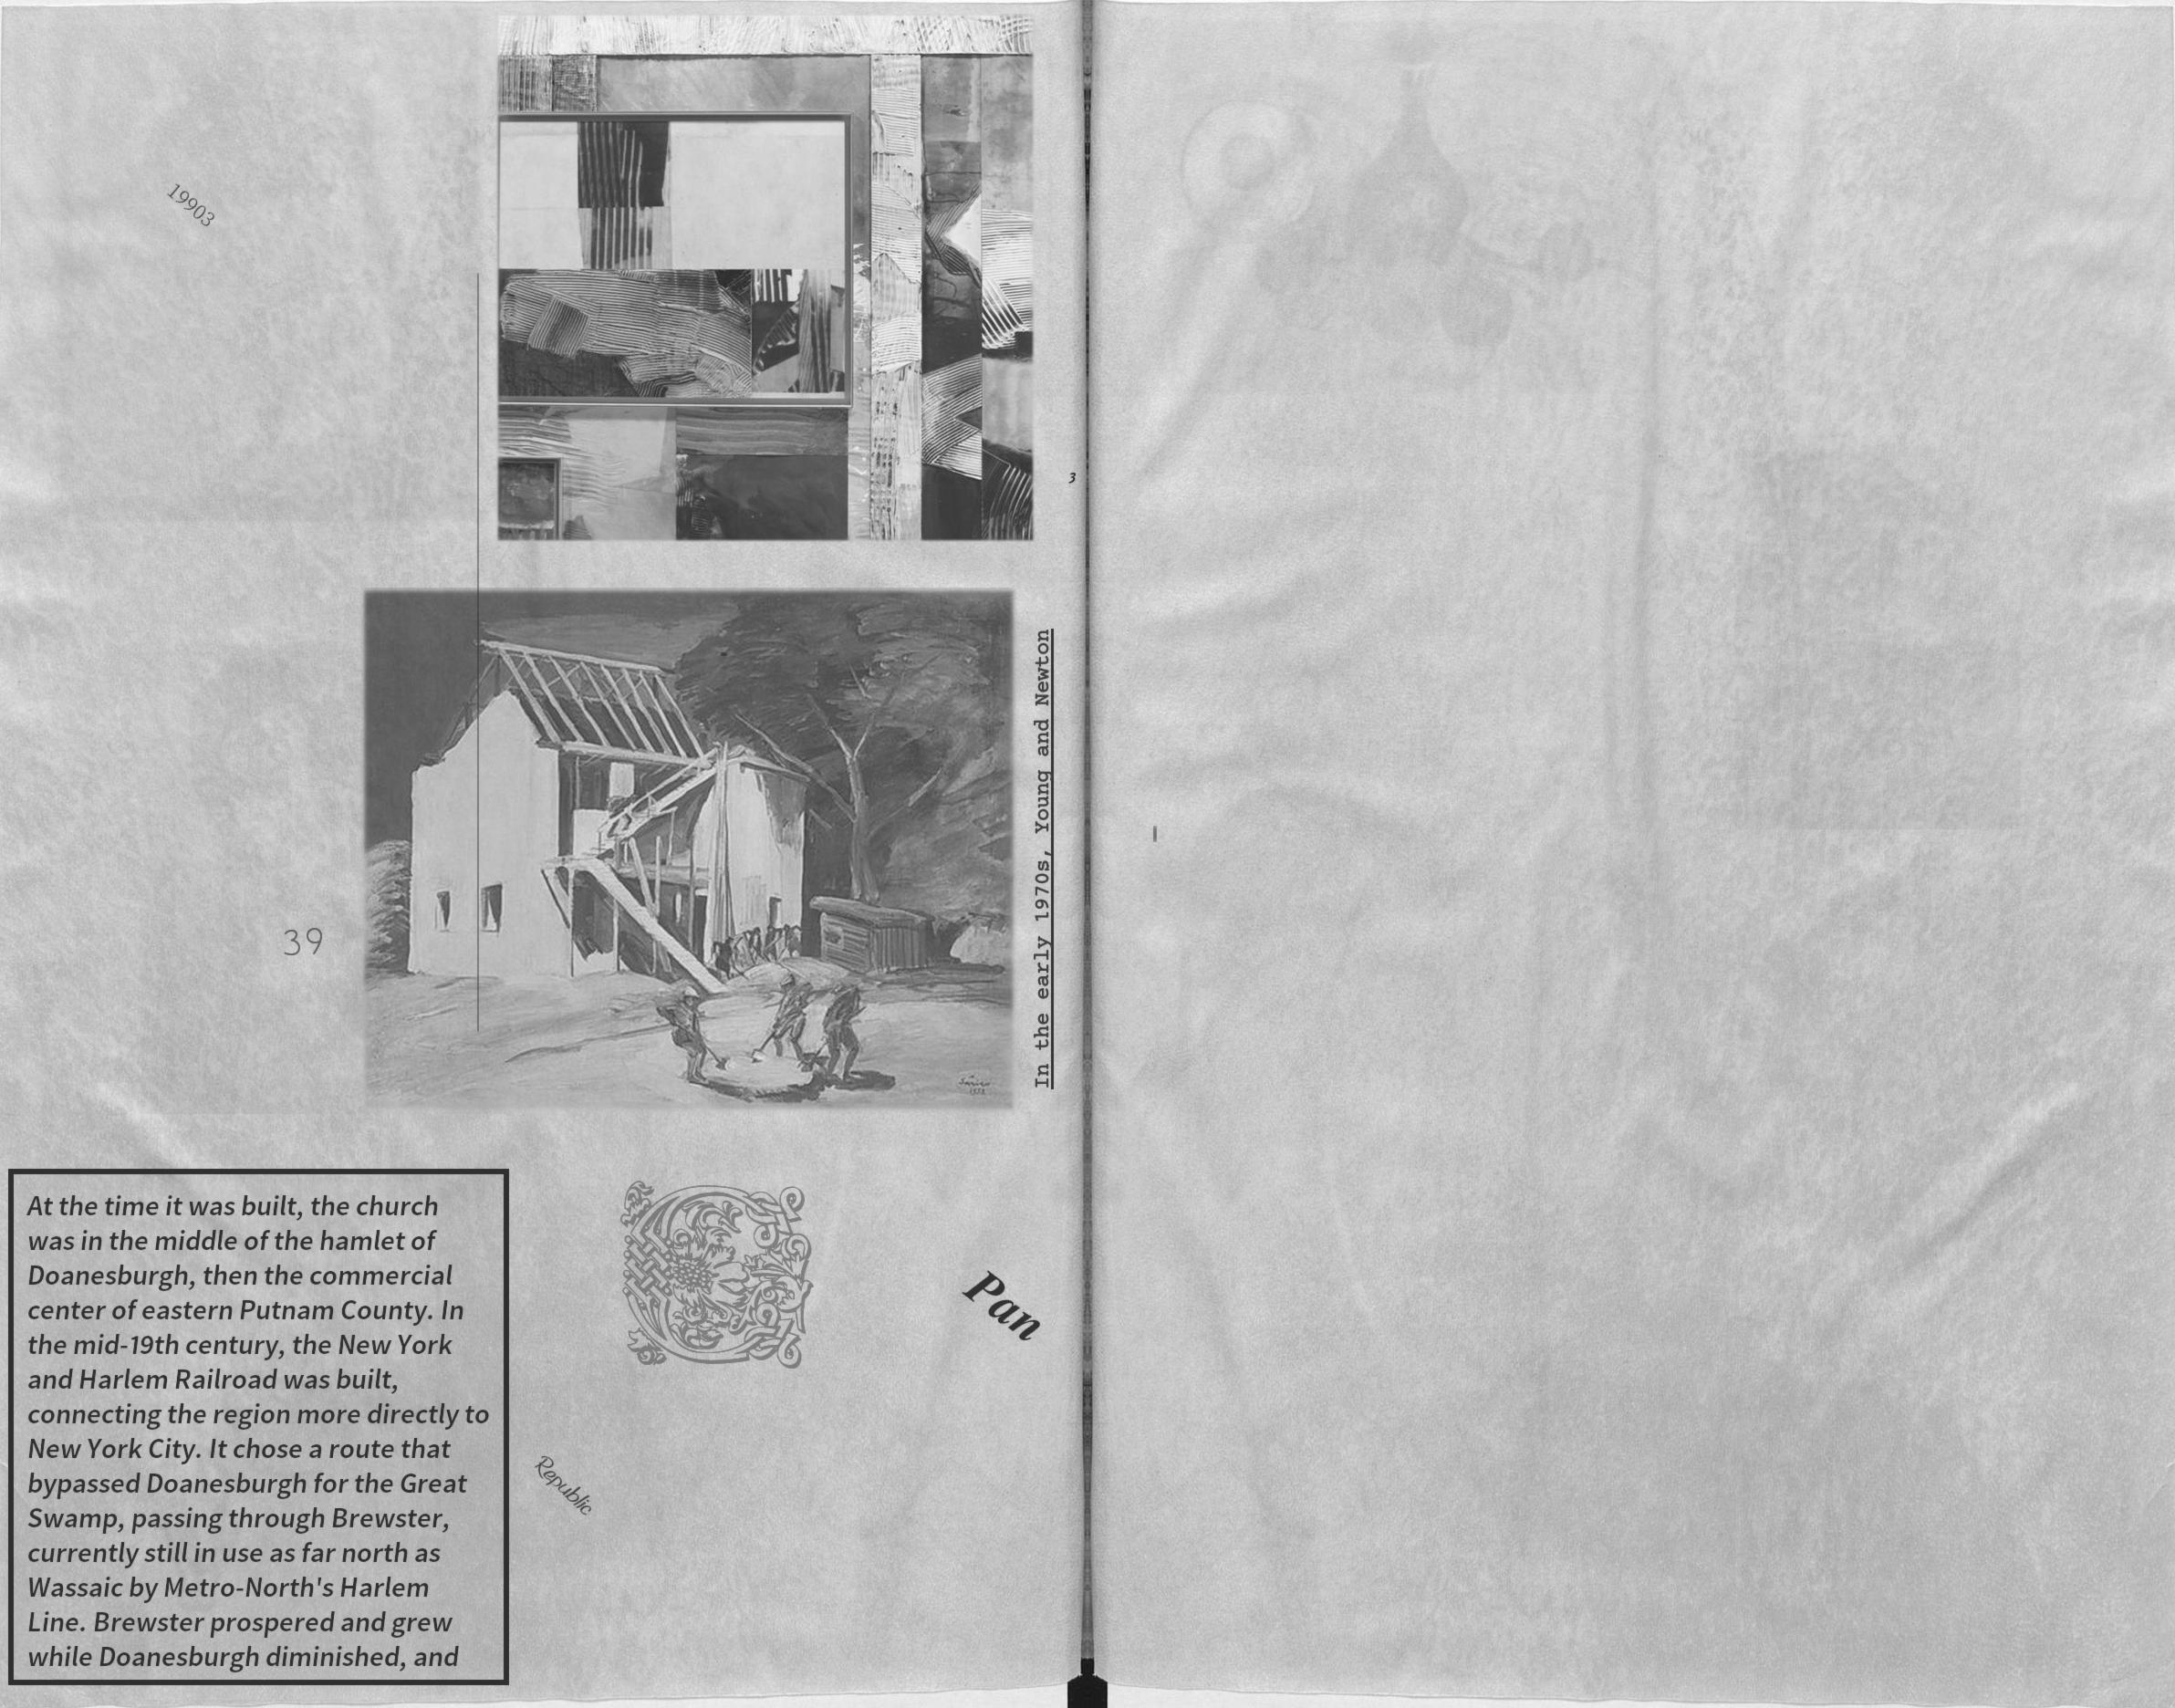 19903
3
In the early 1970s, Young and Newton
39
At the time it was built, the church
was in the middle of the hamlet of
Doanesburgh, then the commercial
center of eastern Putnam County. In
the mid-19th century, the New York
and Harlem Railroad was built,
connecting the region more directly to
New York City. It chose a route that
bypassed Doanesburgh for the Great
Swamp, passing through Brewster,
currently still in use as far north as
Wassaic by Metro-North's Harlem
Line. Brewster prospered and grew
while Doanesburgh diminished, and
Pan
Republic